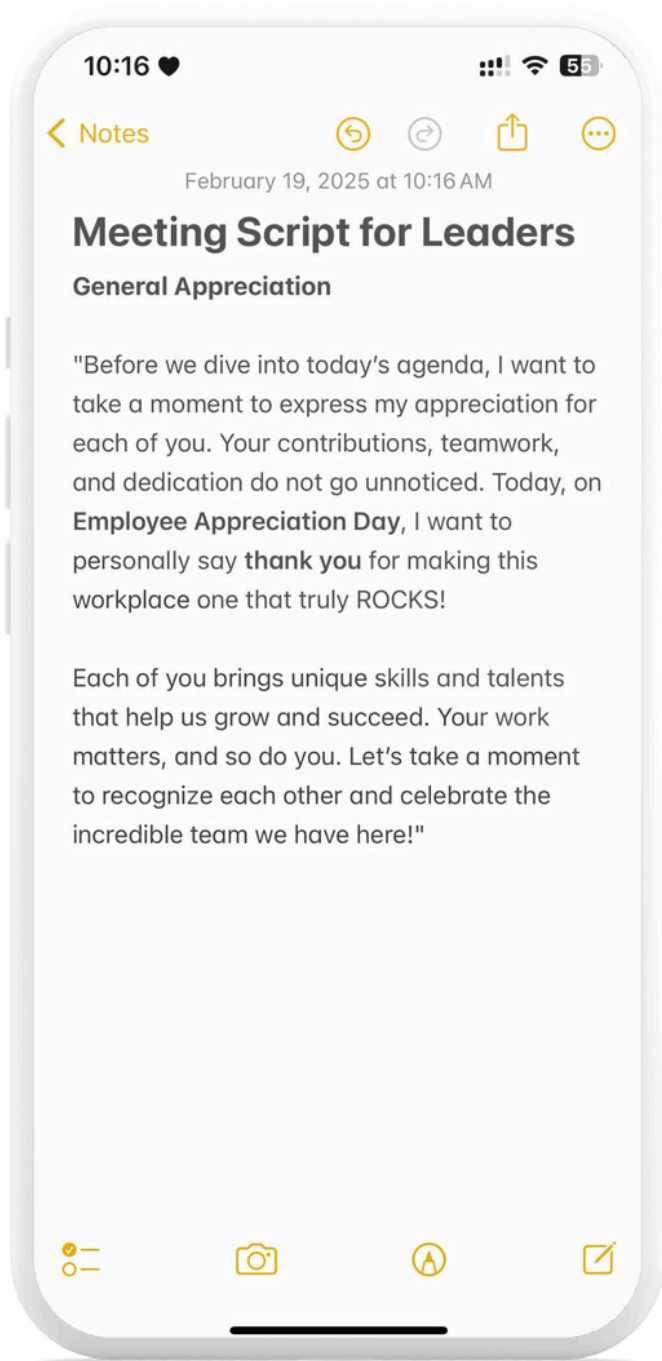 10:16
55
Notes
February 19, 2025 at 10:16 AM
Meeting Script for Leaders
General Appreciation
"Before we dive into today’s agenda, I want to
take a moment to express my appreciation for
each of you. Your contributions, teamwork,
and dedication do not go unnoticed. Today, on
Employee Appreciation Day, I want to
personally say thank you for making this
workplace one that truly ROCKS!
Each of you brings unique skills and talents
that help us grow and succeed. Your work
matters, and so do you. Let’s take a moment
to recognize each other and celebrate the
incredible team we have here!"